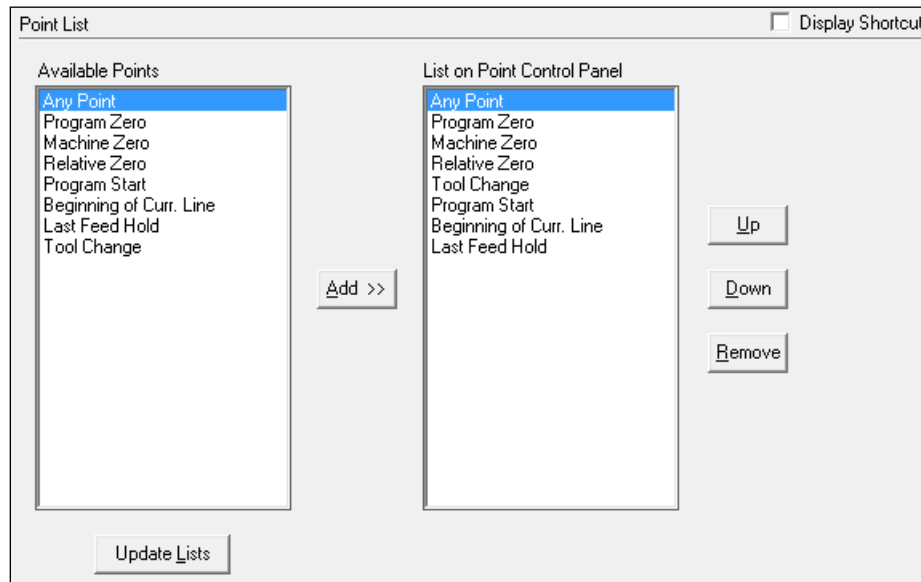 Point List
Display Shortcut
Available Points
Any Point
Program Zero
Machine Zero
Relative Zero
Program Start
Beginning of Curr. Line
Last Feed Hold
Tool Change
Add >>
List on Point Control Panel
Any Point
Program Zero
Machine Zero
Relative Zero
Tool Change
Program Start
Beginning of Curr. Line
Last Feed Hold
Up
Down
Remove
Update Lists